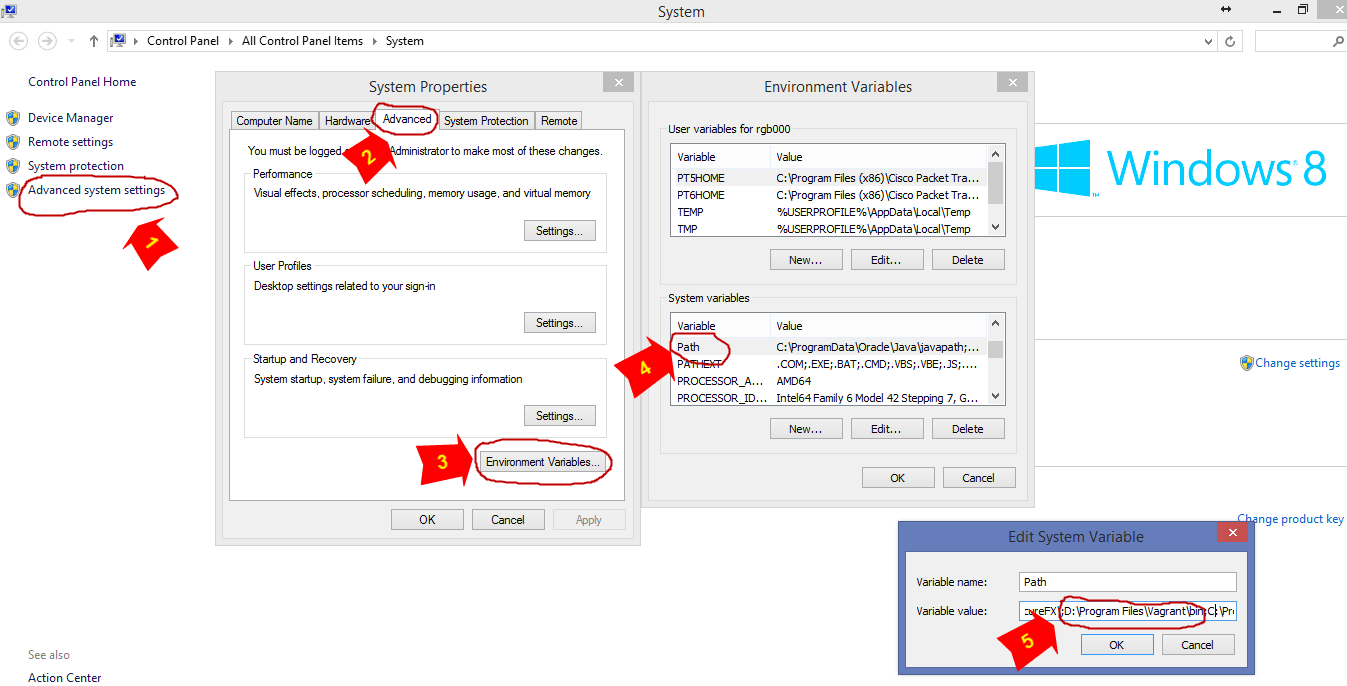 System
Control Panel
All Control Panel Items
System
Control Panel Home
Device Manager
Remote settings
System protection
Advanced system settings
1
See also
Action Center
System Properties
Computer Name
Hardware
Advanced
System Protection
Remote
2
You must be logged Administrator to make most of these changes.
Performance
Visual effects, processor scheduling, memory usage, and virtual memory
Settings...
User Profiles
Desktop settings related to your sign-in
Settings...
Startup and Recovery
System startup, system failure, and debugging information
Settings...
3
Environment Variables...
OK
Cancel
Apply
Environment Variables
User variables for rgb000
Variable Value
PT5HOME C:\Program Files (x86)\Cisco Packet Tra...
PT6HOME C:\Program Files (x86)\Cisco Packet Tra...
TEMP %USERPROFILE%\AppData\Local\Temp
TMP %USERPROFILE%\AppData\Local\Temp
New...
Edit...
Delete
System variables
Variable Value
Path C:\ProgramData\Oracle\Java\javapath;...
4
PATHEXT .COM;.EXE;.BAT;.CMD;.VBS;.VBE;.JS;....
PROCESSOR_A... AMD64
PROCESSOR_ID... Intel64 Family 6 Model 42 Stepping 7, G...
New...
Edit...
Delete
OK
Cancel
Windows 8
Change settings
Change product key
Edit System Variable
Variable name: Path
Variable value: cureFX\;D:\Program Files\Vagrant\bin;C:\Pro
5
OK
Cancel